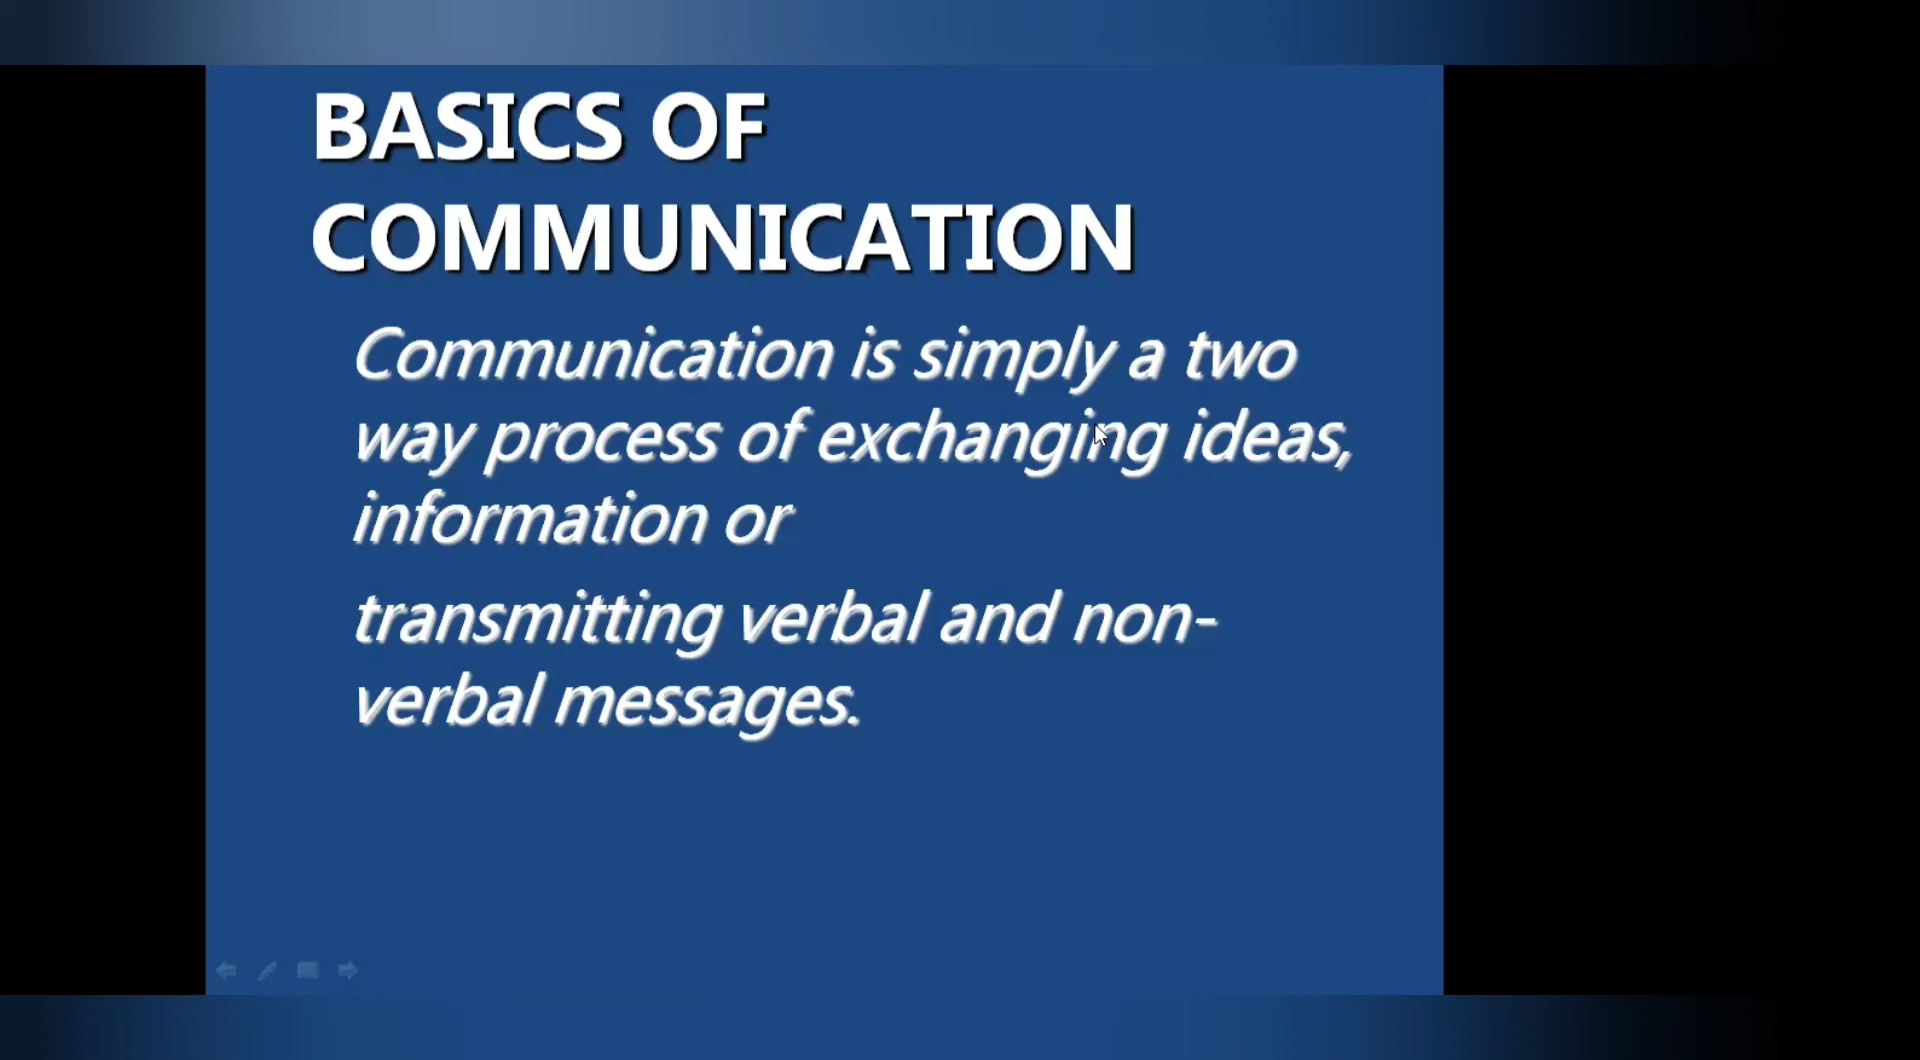 BASICS OF
COMMUNICATION
Communication is simply a two
way process of exchanging ideas,
information or
transmitting verbal and non-
verbal messages.